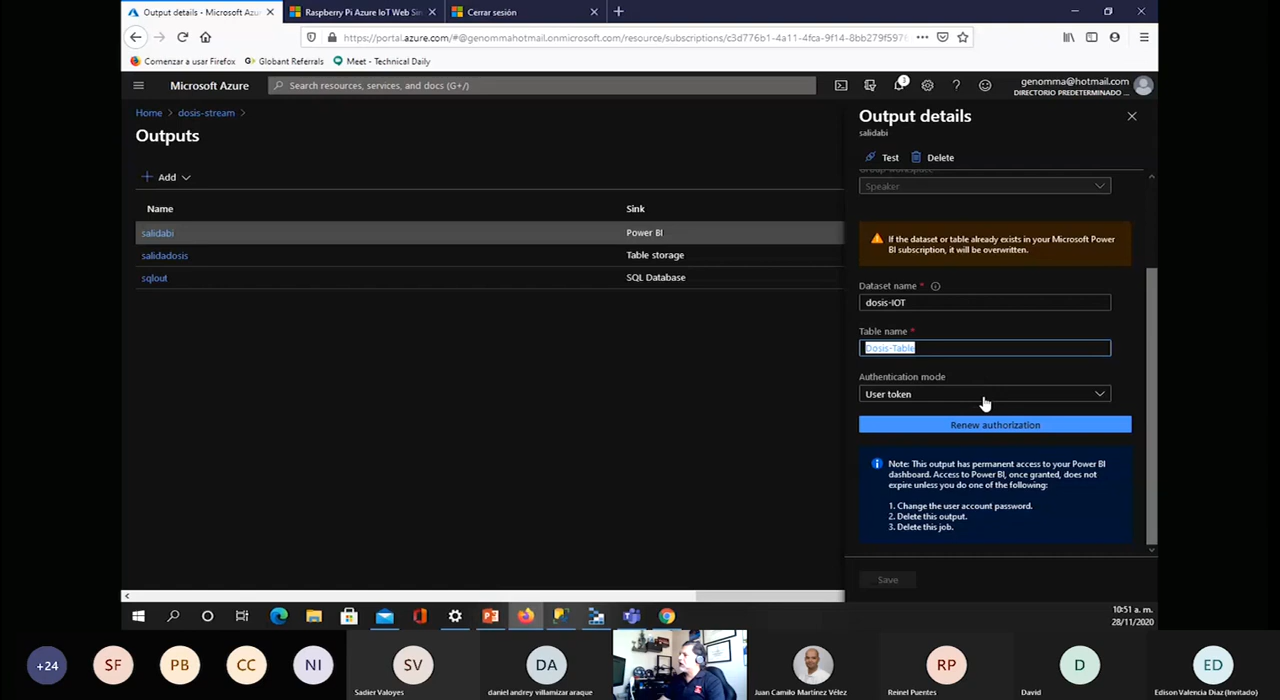 Output details - Microsoft Azu
Raspberry Pi Azure IoT Web Sin
Cerrar sesión
https://portal.azure.com/#@genommahotmail.onmicrosoft.com/resource/subscriptions/c3d776b1-4a11-4fca-9f14-8bb279f5976
Comenzar a usar Firefox
Globant Referrals
Meet - Technical Daily
Microsoft Azure
Search resources, services, and docs (G+/)
3
genomma@hotmail.com
DIRECTORIO PREDETERMINADO ...
Home > dosis-stream >
Outputs
Add
Name
Sink
salidabi
Power BI
salidadosis
Table storage
sqlout
SQL Database
Output details
salidabi
Test
Delete
Group workspace
Speaker
If the dataset or table already exists in your Microsoft Power
BI subscription, it will be overwritten.
Dataset name *
dosis-IOT
Table name *
Dosis-Table
Authentication mode
User token
Renew authorization
Note: This output has permanent access to your Power BI
dashboard. Access to Power BI, once granted, does not
expire unless you do one of the following:
1. Change the user account password.
2. Delete this output.
3. Delete this job.
Save
10:51 a. m.
28/11/2020
+24
SF
PB
CC
NI
SV
Sadier Valoyes
DA
daniel andrey villamizar araque
Juan Camilo Martínez Vélez
RP
Reinel Puentes
D
David
ED
Edison Valencia Diaz (Invitado)